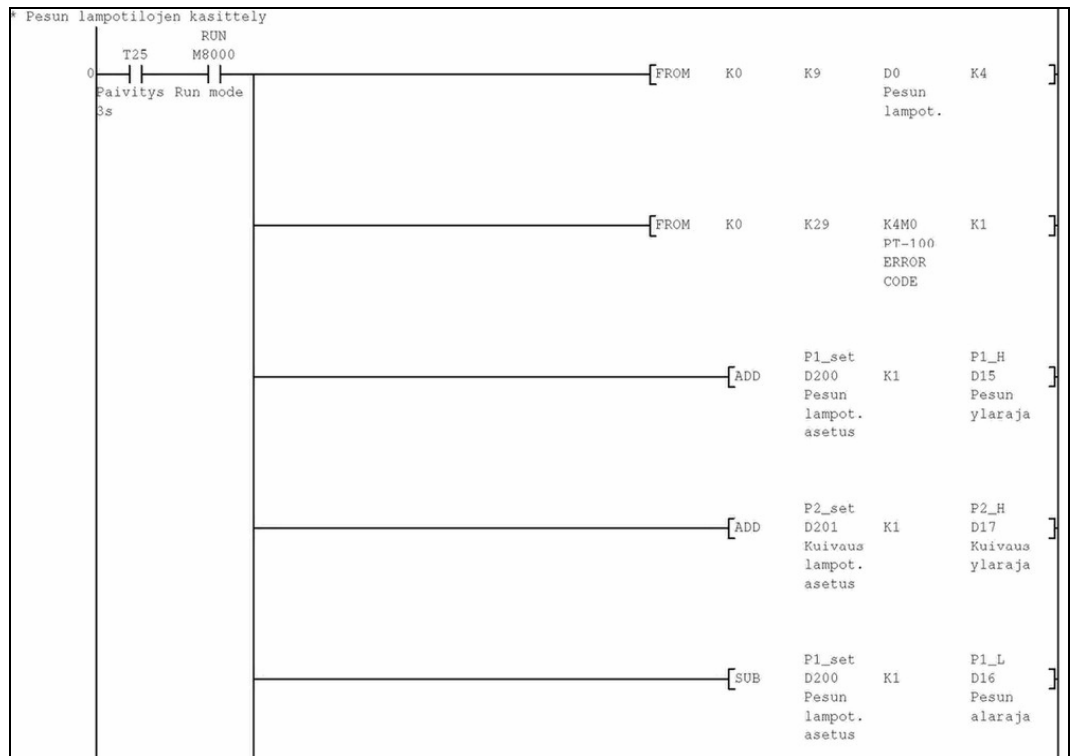 * Pesun lampotilojen kasittely
RUN
T25 M8000
0
Paivitys Run mode
3s
[FROM K0 K9 D0 K4 ]
Pesun
lampot.
[FROM K0 K29 K4M0 K1 ]
PT-100
ERROR
CODE
P1_set P1_H
[ADD D200 K1 D15 ]
Pesun Pesun
lampot. ylaraja
asetus
P2_set P2_H
[ADD D201 K1 D17 ]
Kuivaus Kuivaus
lampot. ylaraja
asetus
P1_set P1_L
[SUB D200 K1 D16 ]
Pesun Pesun
lampot. alaraja
asetus